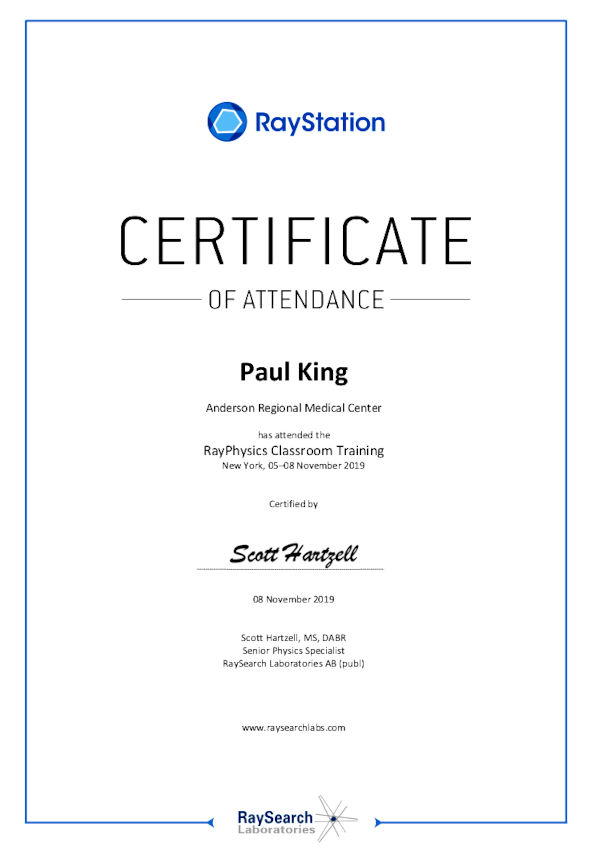 RayStation
CERTIFICATE
OF ATTENDANCE
Paul King
Anderson Regional Medical Center
has attended the
RayPhysics Classroom Training
New York, 05–08 November 2019
Certified by
Scott Hartzell
08 November 2019
Scott Hartzell, MS, DABR
Senior Physics Specialist
RaySearch Laboratories AB (publ)
www.raysearchlabs.com
RaySearch
Laboratories